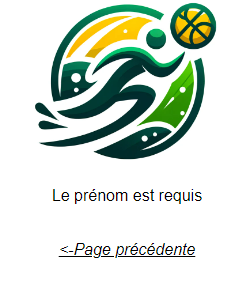 Le prénom est requis
<-Page précédente